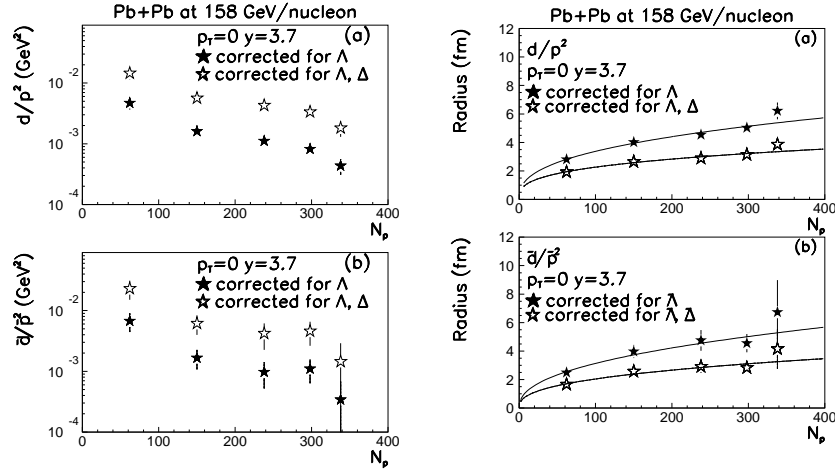 Pb+Pb at 158 GeV/nucleon
d/p² (GeV²)
(a)
pT=0 y=3.7
★ corrected for Λ
☆ corrected for Λ, Δ
10⁻²
10⁻³
10⁻⁴
0 100 200 300 400
Np
d̄/p̄² (GeV²)
(b)
pT=0 y=3.7
★ corrected for Λ
☆ corrected for Λ, Δ
10⁻²
10⁻³
10⁻⁴
0 100 200 300 400
Np
Pb+Pb at 158 GeV/nucleon
Radius (fm)
(a)
d/p²
pT=0 y=3.7
★ corrected for Λ
☆ corrected for Λ, Δ
12
10
8
6
4
2
0
0 100 200 300 400
Np
Radius (fm)
(b)
d̄/p̄²
pT=0 y=3.7
★ corrected for Λ̄
☆ corrected for Λ̄, Δ̄
12
10
8
6
4
2
0
0 100 200 300 400
Np